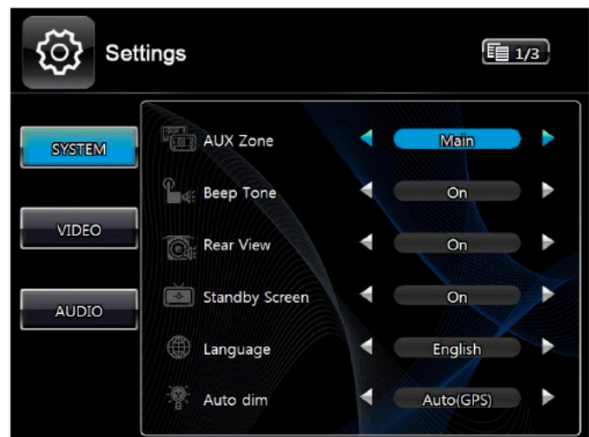 Settings
1/3
SYSTEM
VIDEO
AUDIO
AUX Zone Main
Beep Tone On
Rear View On
Standby Screen On
Language English
Auto dim Auto(GPS)